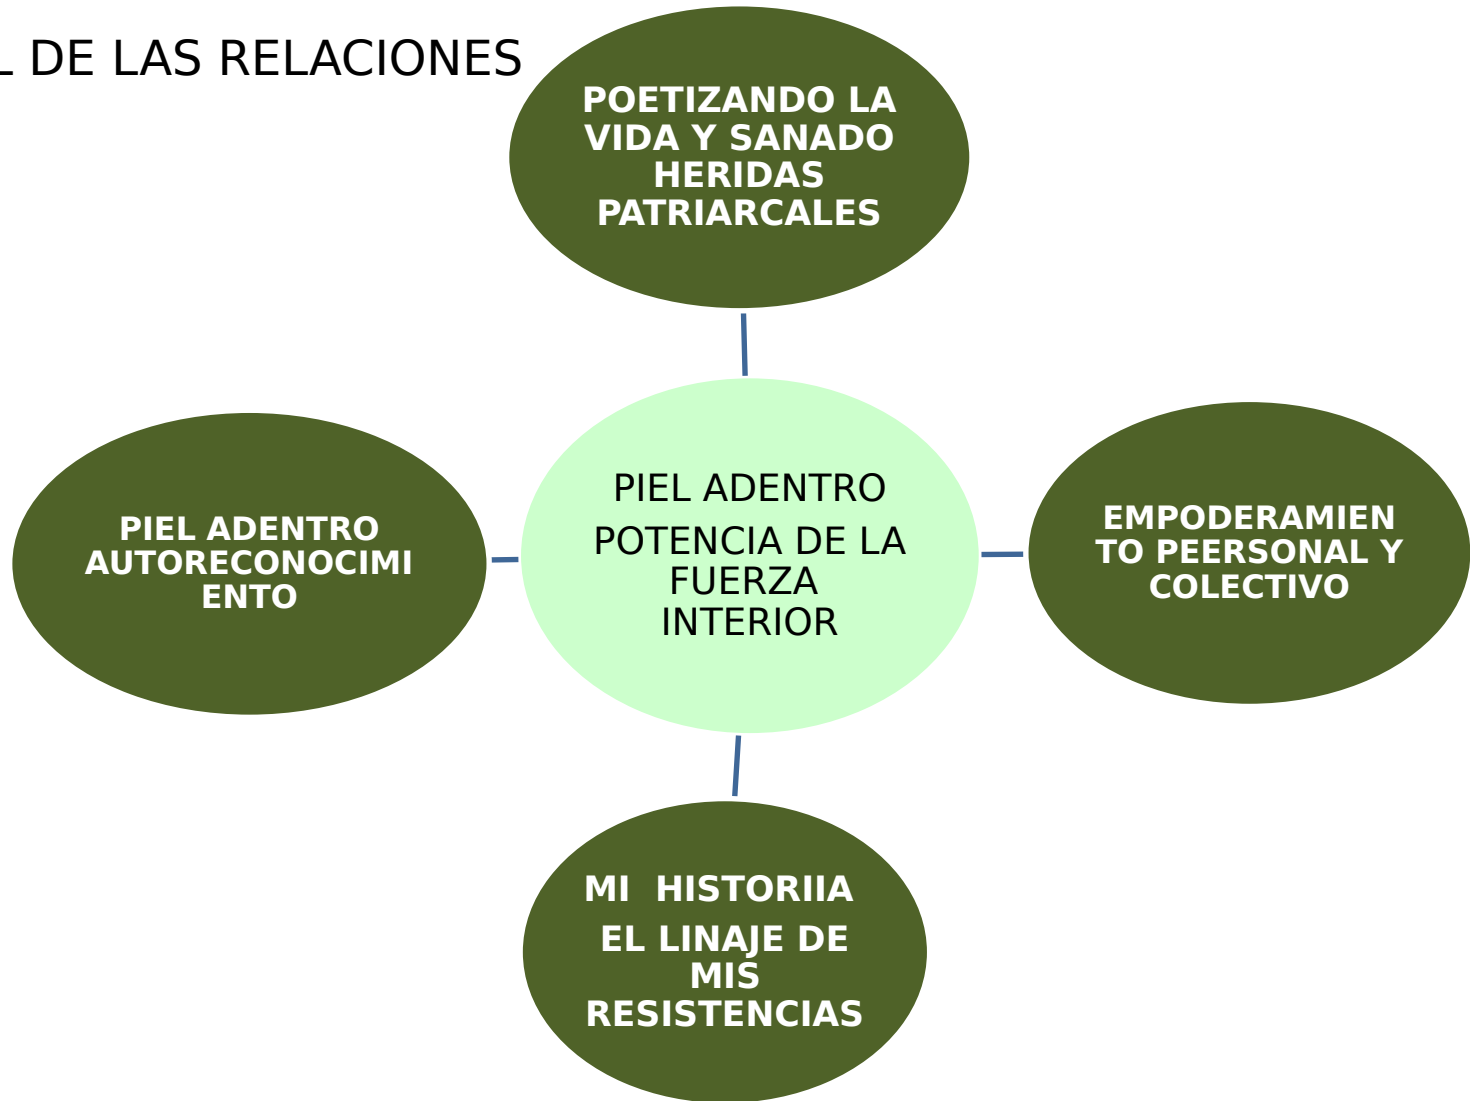 L DE LAS RELACIONES
POETIZANDO LA
VIDA Y SANADO
HERIDAS
PATRIARCALES
PIEL ADENTRO
AUTORECONOCIMI
ENTO
PIEL ADENTRO
POTENCIA DE LA
FUERZA
INTERIOR
EMPODERAMIEN
TO PEERSONAL Y
COLECTIVO
MI HISTORIIA
EL LINAJE DE
MIS
RESISTENCIAS